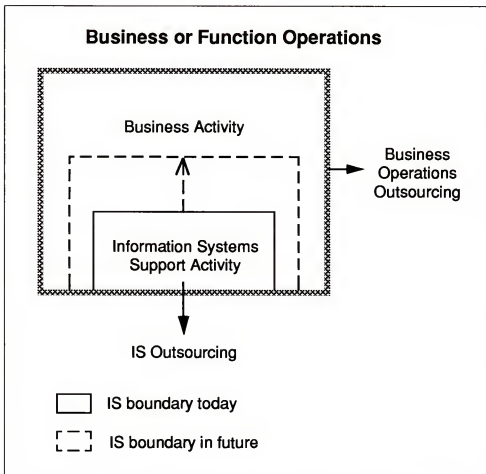 Business or Function Operations
Business Activity
Business
Operations
Outsourcing
Information Systems
Support Activity
IS Outsourcing
IS boundary today
IS boundary in future